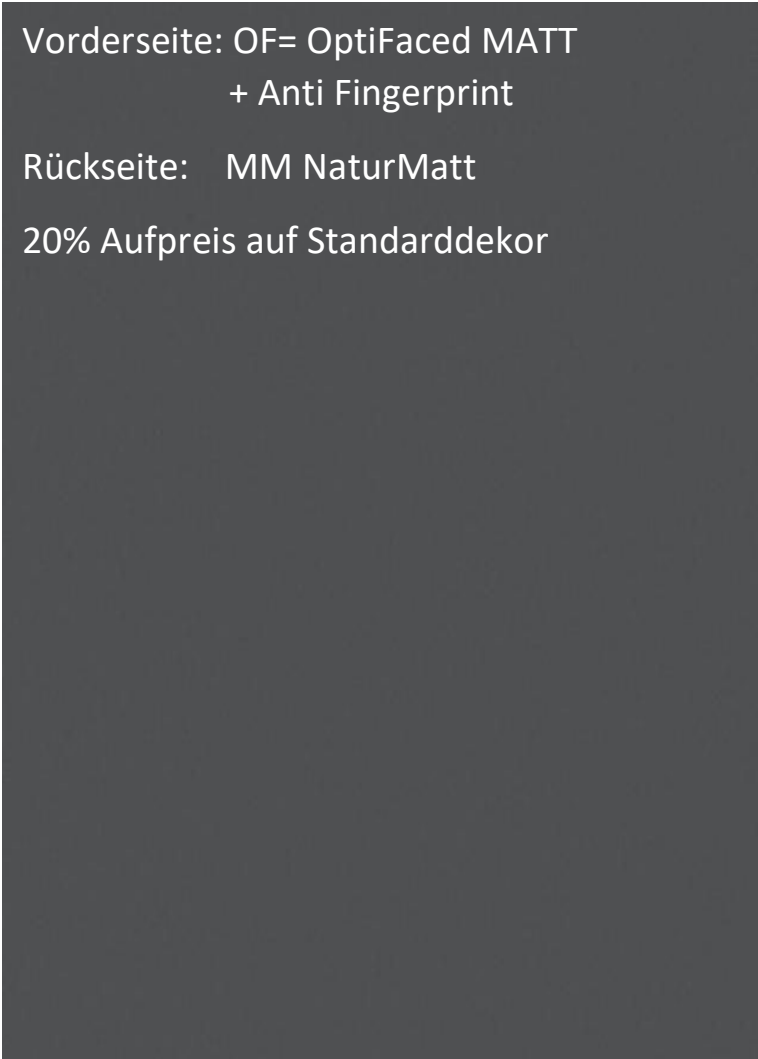 Vorderseite: OF= OptiFaced MATT
+ Anti Fingerprint
Rückseite: MM NaturMatt
20% Aufpreis auf Standarddekor